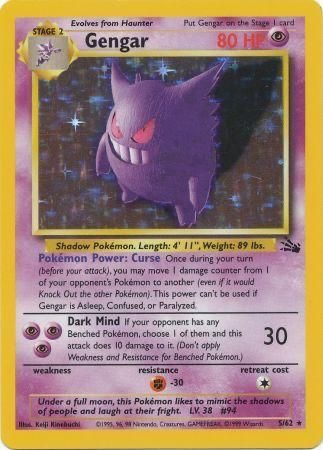 Evolves from Haunter
Put Gengar on the Stage 1 card
STAGE 2
Gengar
80 HP
Shadow Pokémon. Length: 4' 11", Weight: 89 lbs.
Pokémon Power: Curse Once during your turn
(before your attack), you may move 1 damage counter from 1
of your opponent's Pokémon to another (even if it would
Knock Out the other Pokémon). This power can't be used if
Gengar is Asleep, Confused, or Paralyzed.
Dark Mind If your opponent has any
Benched Pokémon, choose 1 of them and this
attack does 10 damage to it. (Don't apply
Weakness and Resistance for Benched Pokémon.)
30
weakness
resistance
retreat cost
-30
Under a full moon, this Pokémon likes to mimic the shadows
of people and laugh at their fright. LV. 38 #94
Illus. Keiji Kinebuchi
©1995, 96, 98 Nintendo, Creatures, GAMEFREAK. ©1999 Wizards.
5/62